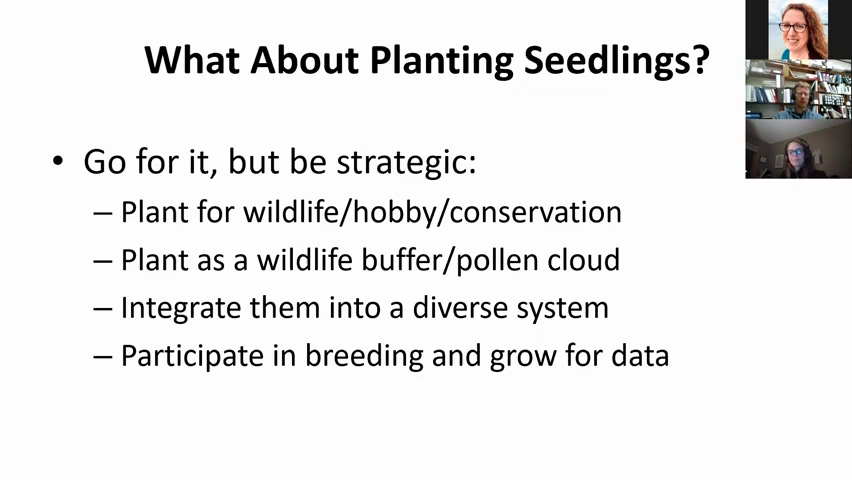 What About Planting Seedlings?
• Go for it, but be strategic:
– Plant for wildlife/hobby/conservation
– Plant as a wildlife buffer/pollen cloud
– Integrate them into a diverse system
– Participate in breeding and grow for data